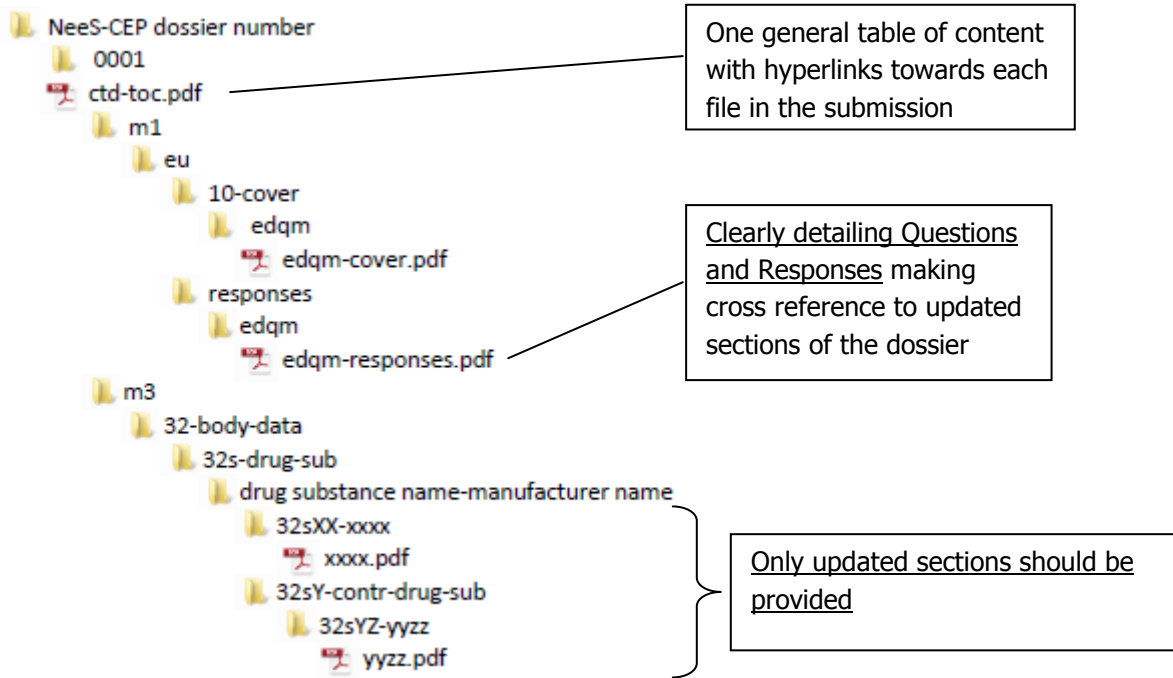 NeeS-CEP dossier number
0001
ctd-toc.pdf
One general table of content
with hyperlinks towards each
file in the submission
m1
eu
10-cover
edqm
edqm-cover.pdf
responses
edqm
edqm-responses.pdf
Clearly detailing Questions
and Responses making
cross reference to updated
sections of the dossier
m3
32-body-data
32s-drug-sub
drug substance name-manufacturer name
32sXX-xxxx
xxxx.pdf
32sY-contr-drug-sub
32sYZ-yyzz
yyzz.pdf
Only updated sections should be
provided